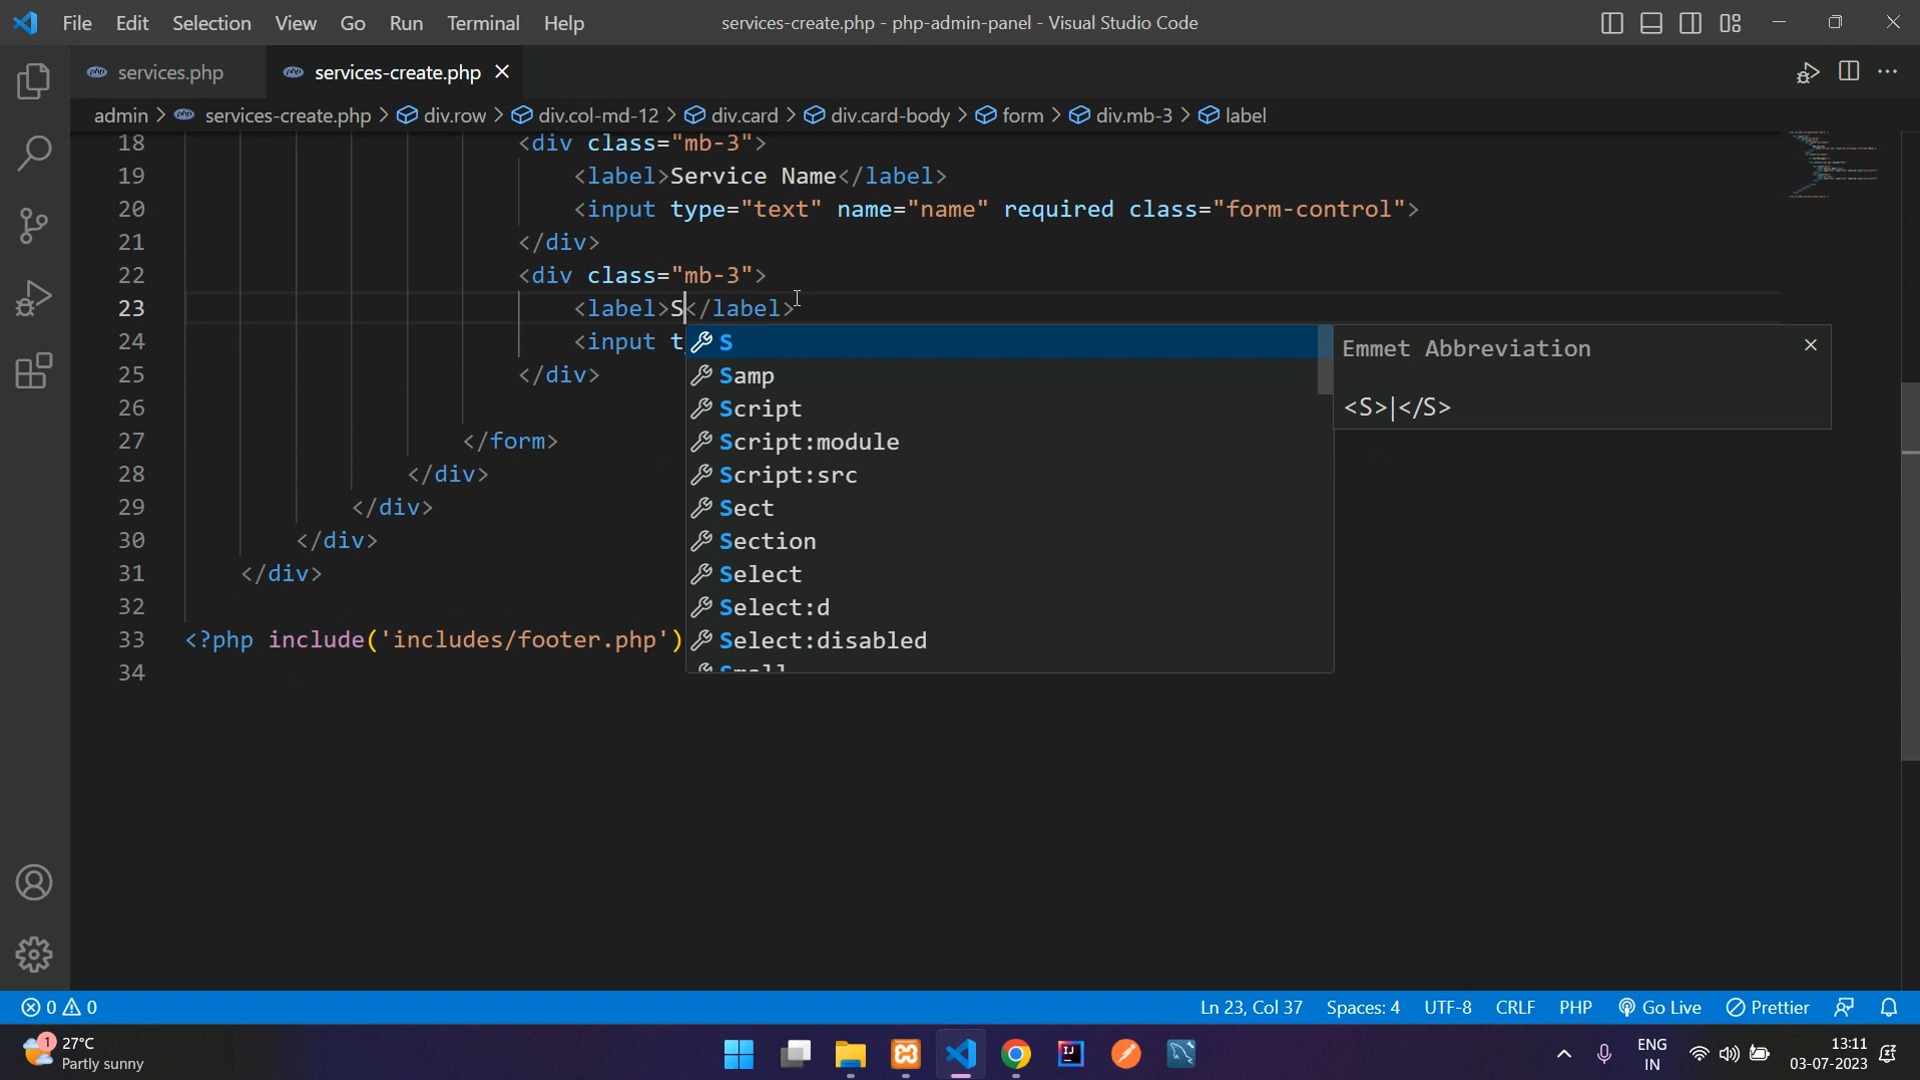 File Edit Selection View Go Run Terminal Help services-create.php - php-admin-panel - Visual Studio Code
services.php services-create.php
admin > services-create.php > div.row > div.col-md-12 > div.card > div.card-body > form > div.mb-3 > label
18 <div class="mb-3">
19 <label>Service Name</label>
20 <input type="text" name="name" required class="form-control">
21 </div>
22 <div class="mb-3">
23 <label>S</label>
24 <input t
25 </div>
26
27 </form>
28 </div>
29 </div>
30 </div>
31 </div>
32
33 <?php include('includes/footer.php')
34
S
Samp
Script
Script:module
Script:src
Sect
Section
Select
Select:d
Select:disabled
Emmet Abbreviation
<S>|</S>
0 0 Ln 23, Col 37 Spaces: 4 UTF-8 CRLF PHP Go Live Prettier
1 27°C
Partly sunny
ENG
IN
13:11
03-07-2023